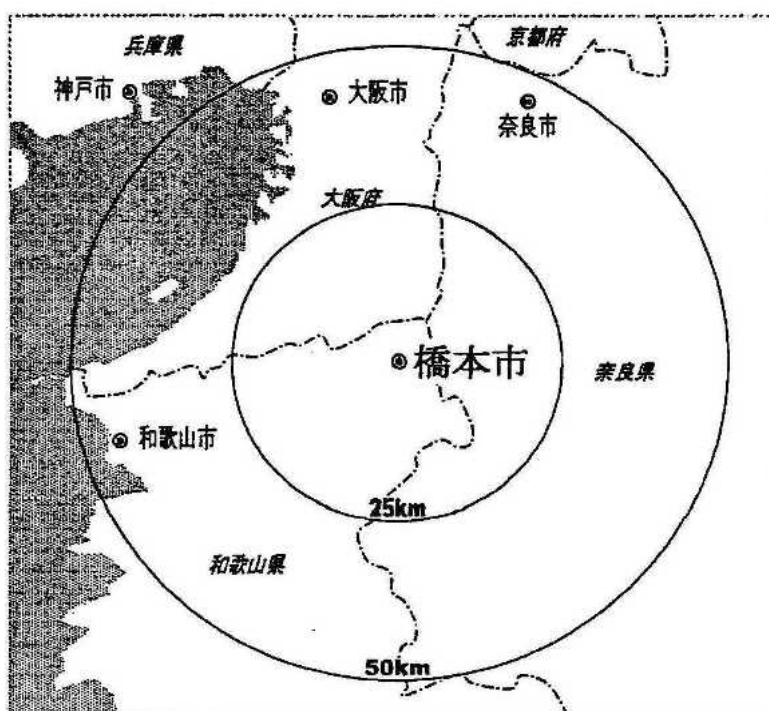 兵庫県
京都府
神戸市
大阪市
奈良市
大阪府
橋本市
奈良県
和歌山市
25km
和歌山県
50km